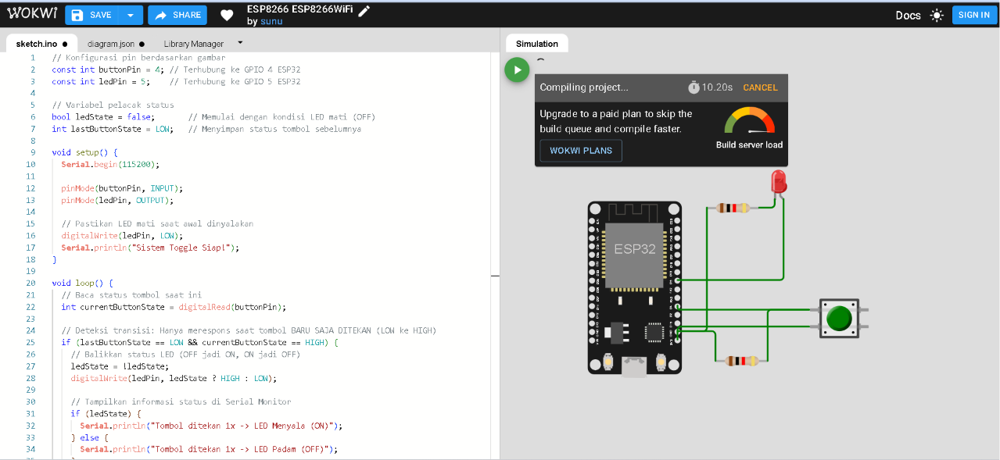 WOKWI SAVE SHARE ESP8266 ESP8266WiFi Docs SIGN IN
by sunu
sketch.ino ● diagram.json ● Library Manager
1 // Konfigurasi pin berdasarkan gambar
2 const int buttonPin = 4; // Terhubung ke GPIO 4 ESP32
3 const int ledPin = 5; // Terhubung ke GPIO 5 ESP32
4
5 // Variabel pelacak status
6 bool ledState = false; // Memulai dengan kondisi LED mati (OFF)
7 int lastButtonState = LOW; // Menyimpan status tombol sebelumnya
8
9 void setup() {
10 Serial.begin(115200);
11
12 pinMode(buttonPin, INPUT);
13 pinMode(ledPin, OUTPUT);
14
15 // Pastikan LED mati saat awal dinyalakan
16 digitalWrite(ledPin, LOW);
17 Serial.println("Sistem Toggle Siap!");
18 }
19
20 void loop() {
21 // Baca status tombol saat ini
22 int currentButtonState = digitalRead(buttonPin);
23
24 // Deteksi transisi: Hanya merespons saat tombol BARU SAJA DITEKAN (LOW ke HIGH)
25 if (lastButtonState == LOW && currentButtonState == HIGH) {
26 // Balikkan status LED (OFF jadi ON, ON jadi OFF)
27 ledState = !ledState;
28 digitalWrite(ledPin, ledState ? HIGH : LOW);
29
30 // Tampilkan informasi status di Serial Monitor
31 if (ledState) {
32 Serial.println("Tombol ditekan 1x -> LED Menyala (ON)");
33 } else {
34 Serial.println("Tombol ditekan 1x -> LED Padam (OFF)");
Simulation
Compiling project... 10.20s CANCEL
Upgrade to a paid plan to skip the
build queue and compile faster.
WOKWI PLANS
Build server load
ESP32